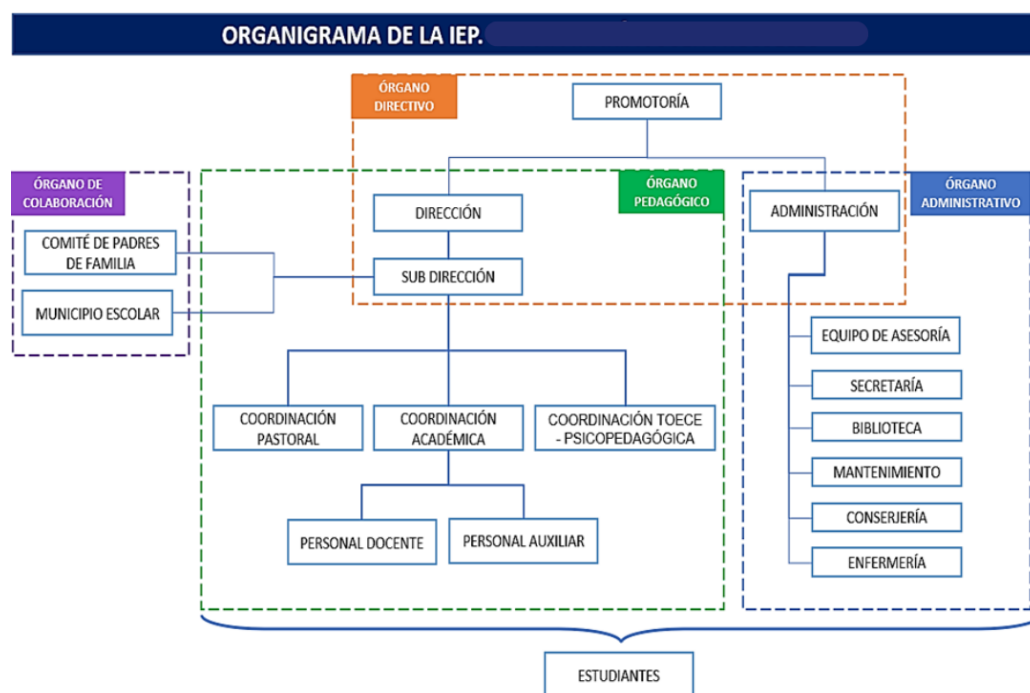 ORGANIGRAMA DE LA IEP.
ÓRGANO
DIRECTIVO
PROMOTORÍA
ÓRGANO DE
COLABORACIÓN
ÓRGANO
PEDAGÓGICO
ÓRGANO
ADMINISTRATIVO
DIRECCIÓN
ADMINISTRACIÓN
COMITÉ DE PADRES
DE FAMILIA
SUB DIRECCIÓN
MUNICIPIO ESCOLAR
EQUIPO DE ASESORÍA
SECRETARÍA
BIBLIOTECA
MANTENIMIENTO
CONSERJERÍA
ENFERMERÍA
COORDINACIÓN
PASTORAL
COORDINACIÓN
ACADÉMICA
COORDINACIÓN TOECE
- PSICOPEDAGÓGICA
PERSONAL DOCENTE
PERSONAL AUXILIAR
ESTUDIANTES